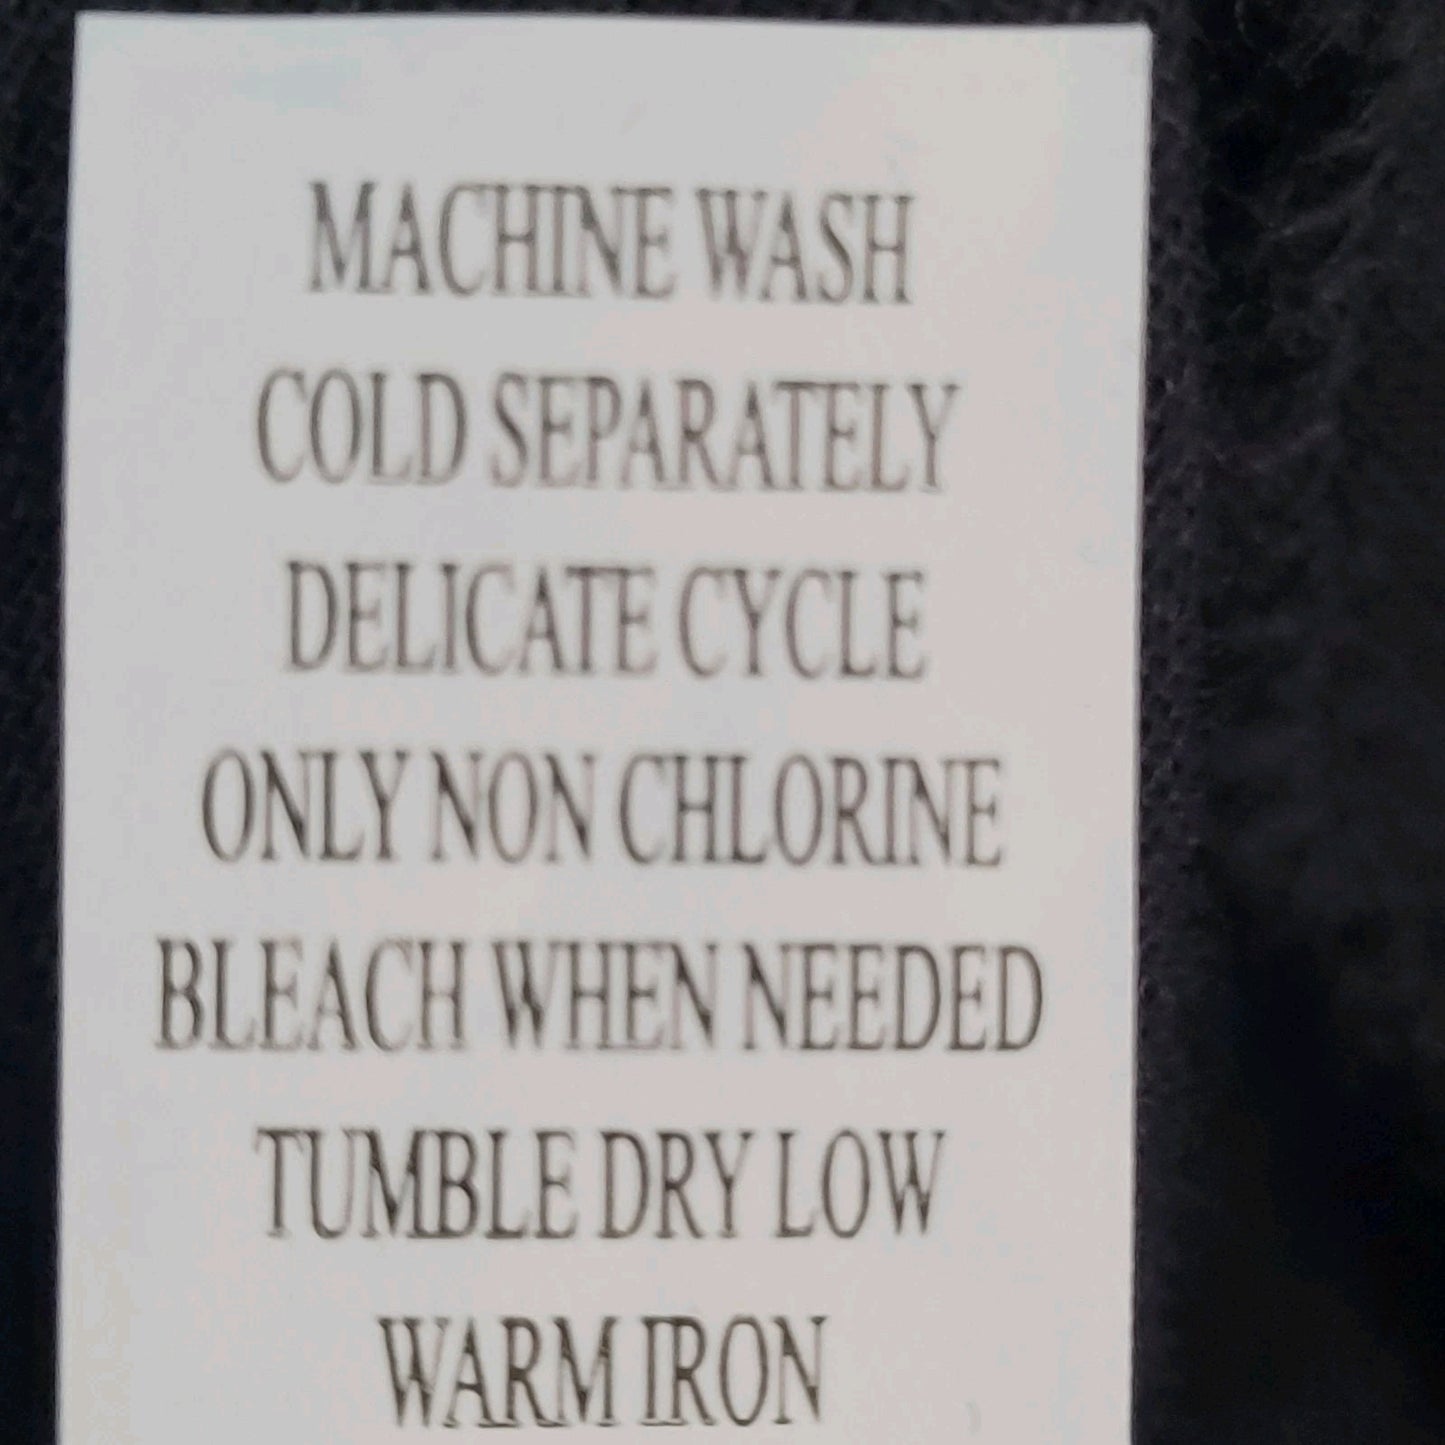 MACHINE WASH
COLD SEPARATELY
DELICATE CYCLE
ONLY NON CHLORINE
BLEACH WHEN NEEDED
TUMBLE DRY LOW
WARM IRON